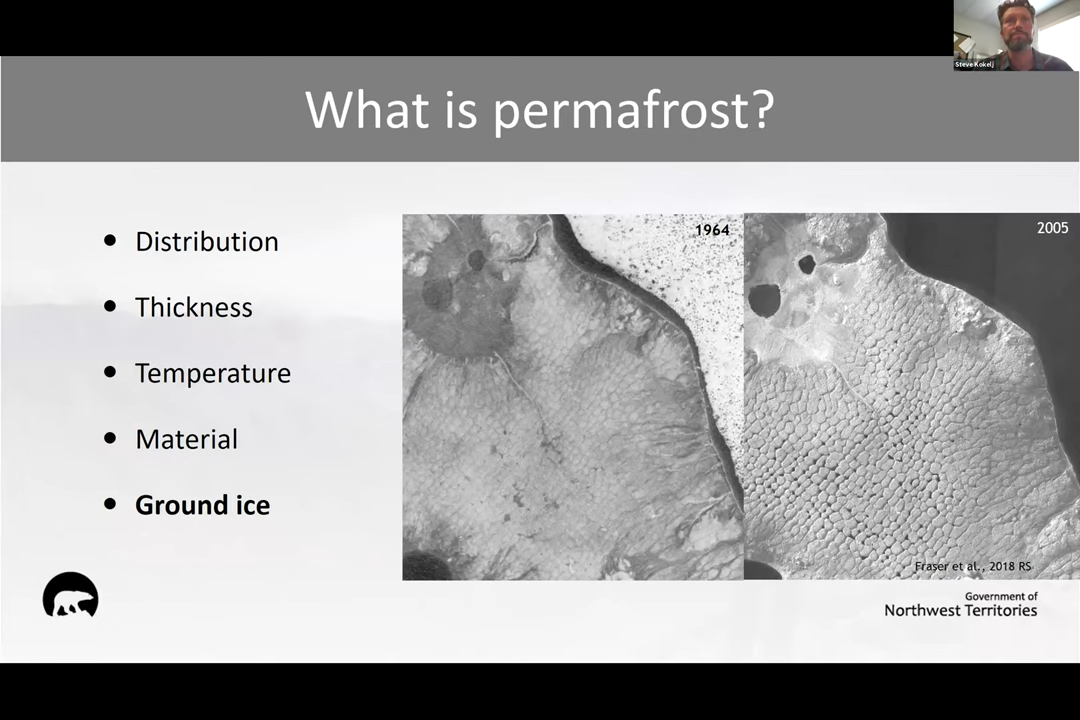 Steve Kokelj
What is permafrost?
Distribution
Thickness
Temperature
Material
Ground ice
1964
2005
Fraser et al., 2018 RS
Government of
Northwest Territories